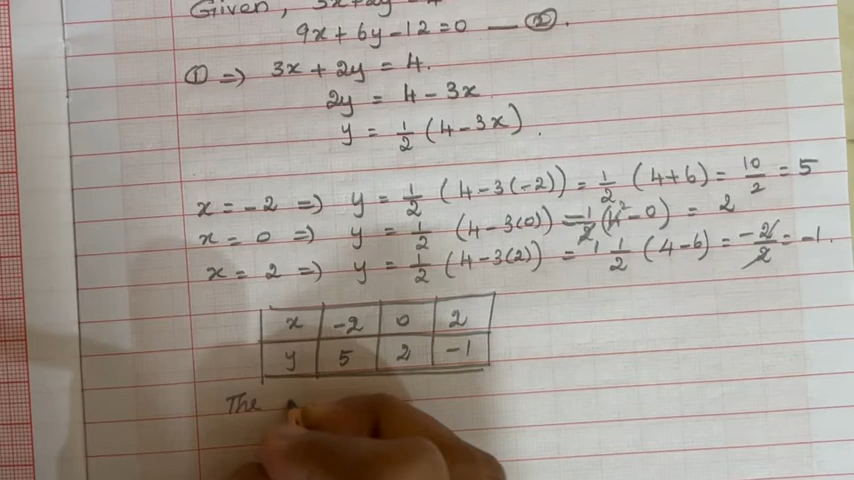 Given, 3x+2y = 4
9x+6y-12=0 — ②.
① ⇒ 3x + 2y = 4.
2y = 4 - 3x
y = 1/2 (4-3x).
x = -2 ⇒ y = 1/2 (4-3(-2)) = 1/2 (4+6) = 10/2 = 5
x = 0 ⇒ y = 1/2 (4-3(0)) = 1/2 (4-0) = 2
x = 2 ⇒ y = 1/2 (4-3(2)) = 1/2 (4-6) = -2/2 = -1.
x -2 0 2
y 5 2 -1
The